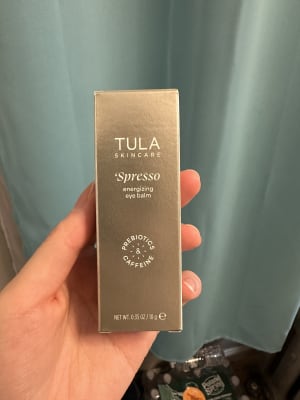 TULA
SKINCARE
‘Spresso
energizing
eye balm
PREBIOTICS
&
CAFFEINE
NET WT. 0.35 OZ / 10 g ℮